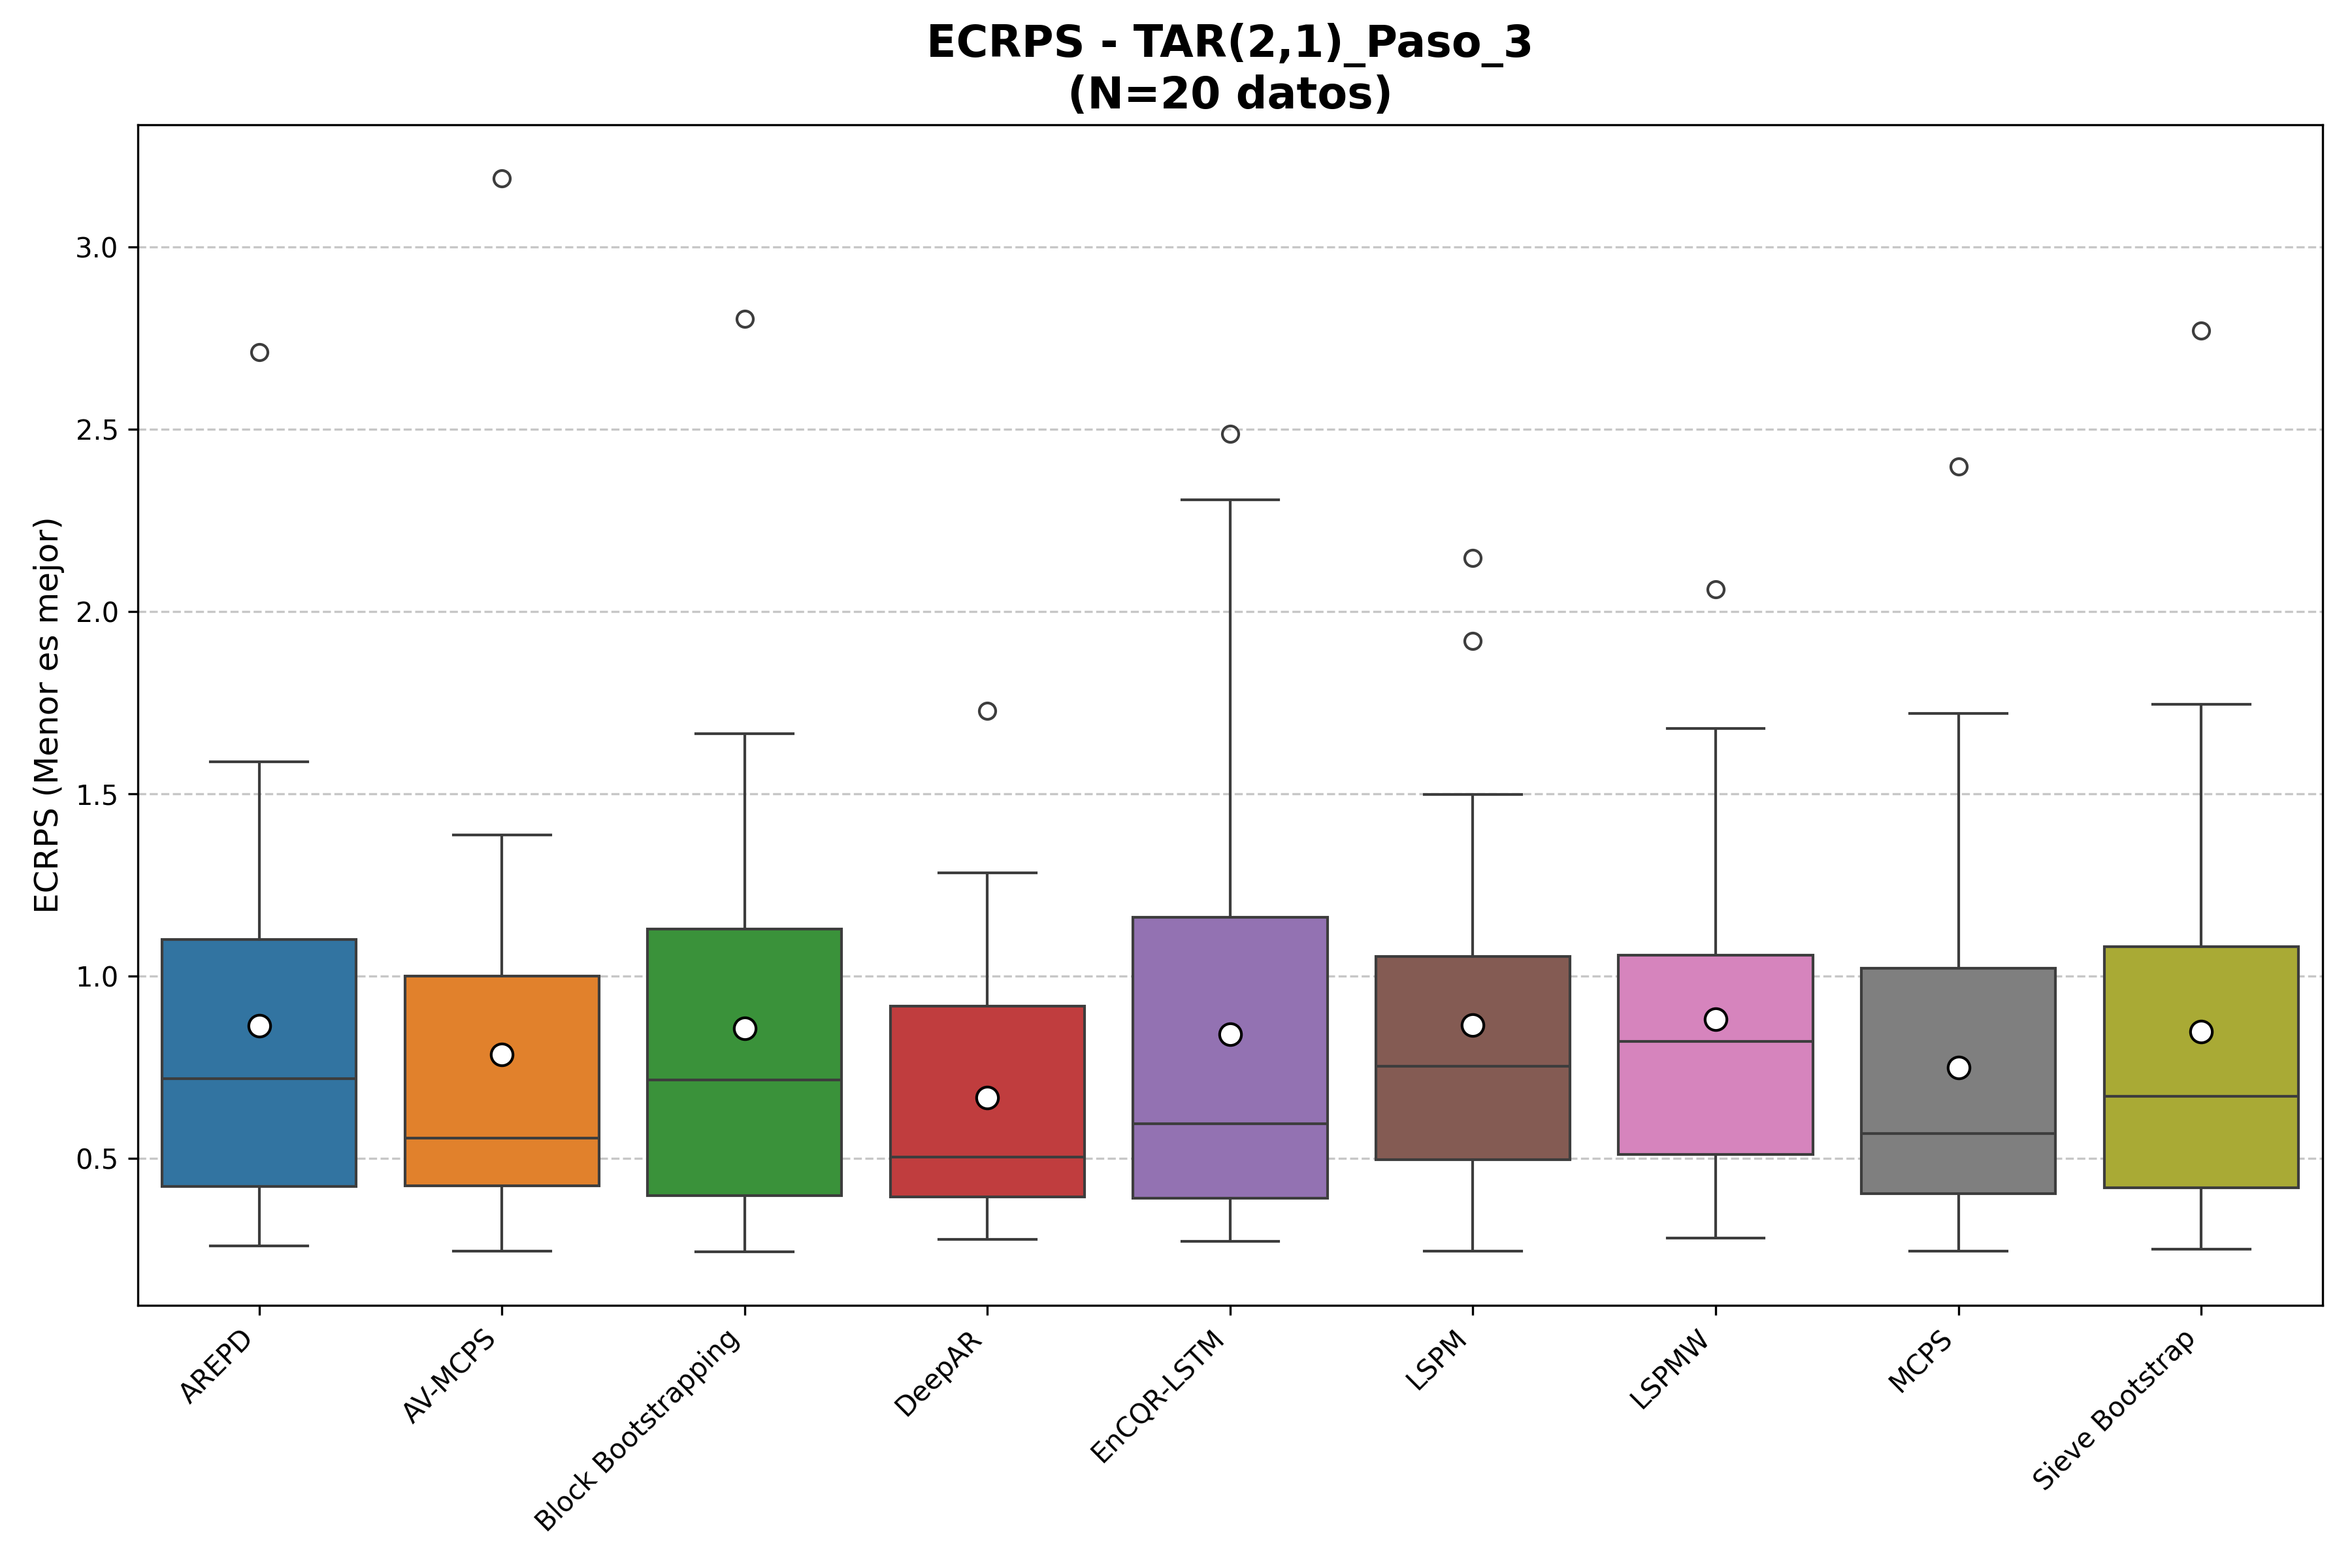 ECRPS - TAR(2,1)_Paso_3
(N=20 datos)
ECRPS (Menor es mejor)
3.0
2.5
2.0
1.5
1.0
0.5
AREPD
AV-MCPS
Block Bootstrapping
DeepAR
EnCQR-LSTM
LSPM
LSPMW
MCPS
Sieve Bootstrap